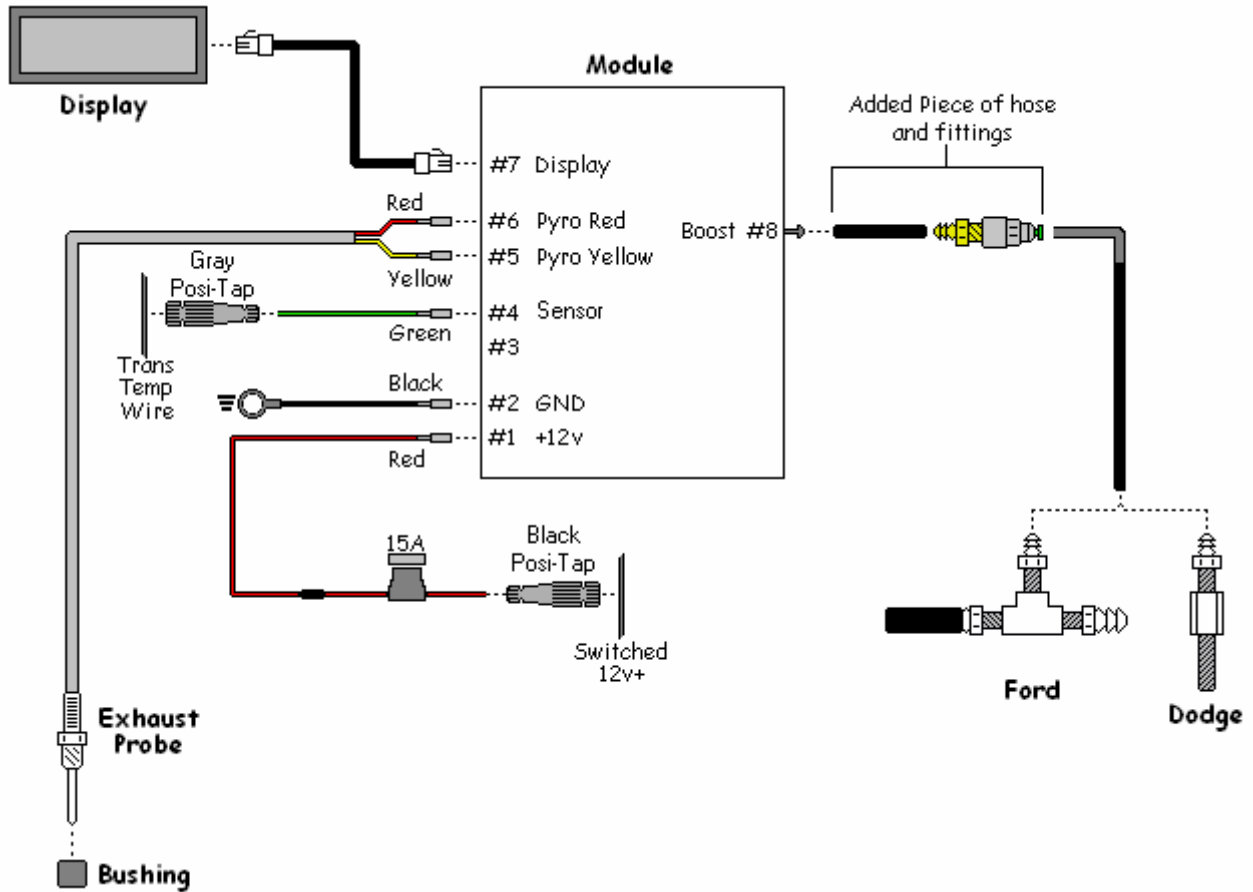 Display
Module
Added Piece of hose
and fittings
#7 Display
Red
#6 Pyro Red
Boost #8
#5 Pyro Yellow
Yellow
Gray
Posi-Tap
#4 Sensor
Green
#3
Trans
Temp
Wire
Black
#2 GND
#1 +12v
Red
15A
Black
Posi-Tap
Switched
12v+
Ford
Dodge
Exhaust
Probe
Bushing